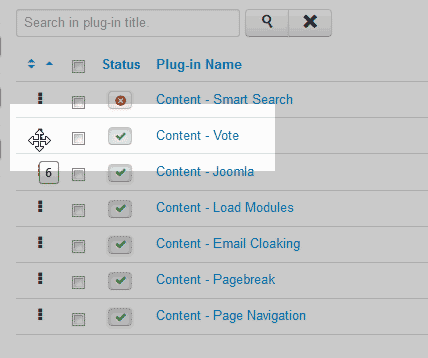 Search in plug-in title.
Status Plug-in Name
Content - Smart Search
Content - Vote
6 Content - Joomla
Content - Load Modules
Content - Email Cloaking
Content - Pagebreak
Content - Page Navigation